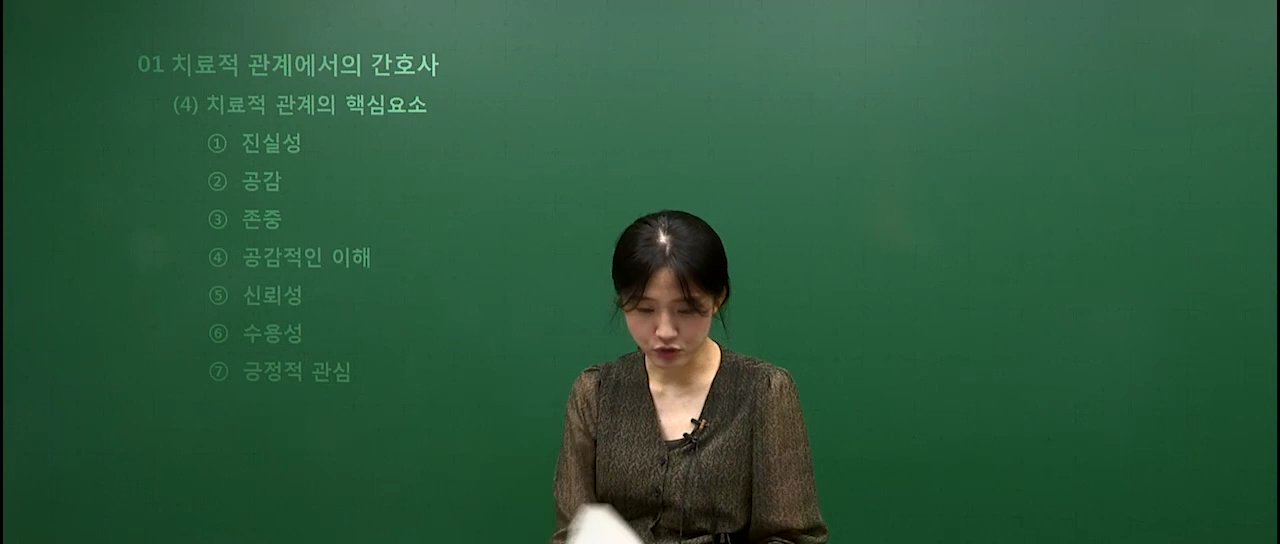 01 치료적 관계에서의 간호사
(4) 치료적 관계의 핵심요소
① 진실성
② 공감
③ 존중
④ 공감적인 이해
⑤ 신뢰성
⑥ 수용성
⑦ 긍정적 관심